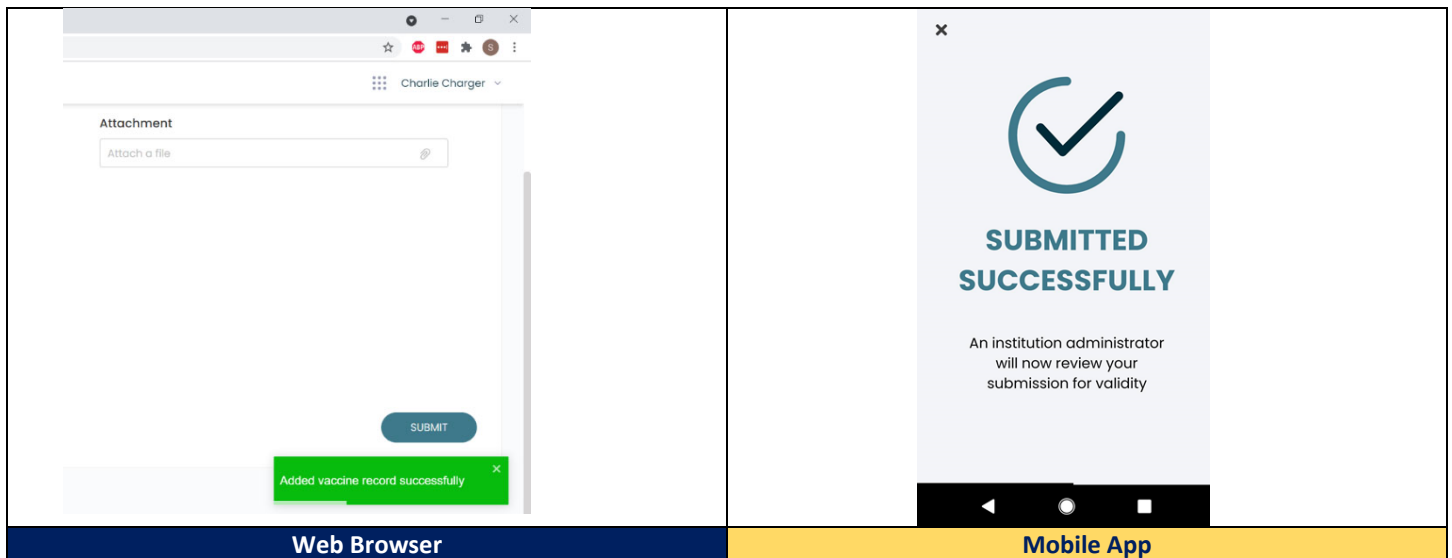 ABP
S
Charlie Charger
Attachment
Attach a file
SUBMIT
Added vaccine record successfully
Web Browser
SUBMITTED
SUCCESSFULLY
An institution administrator
will now review your
submission for validity
Mobile App